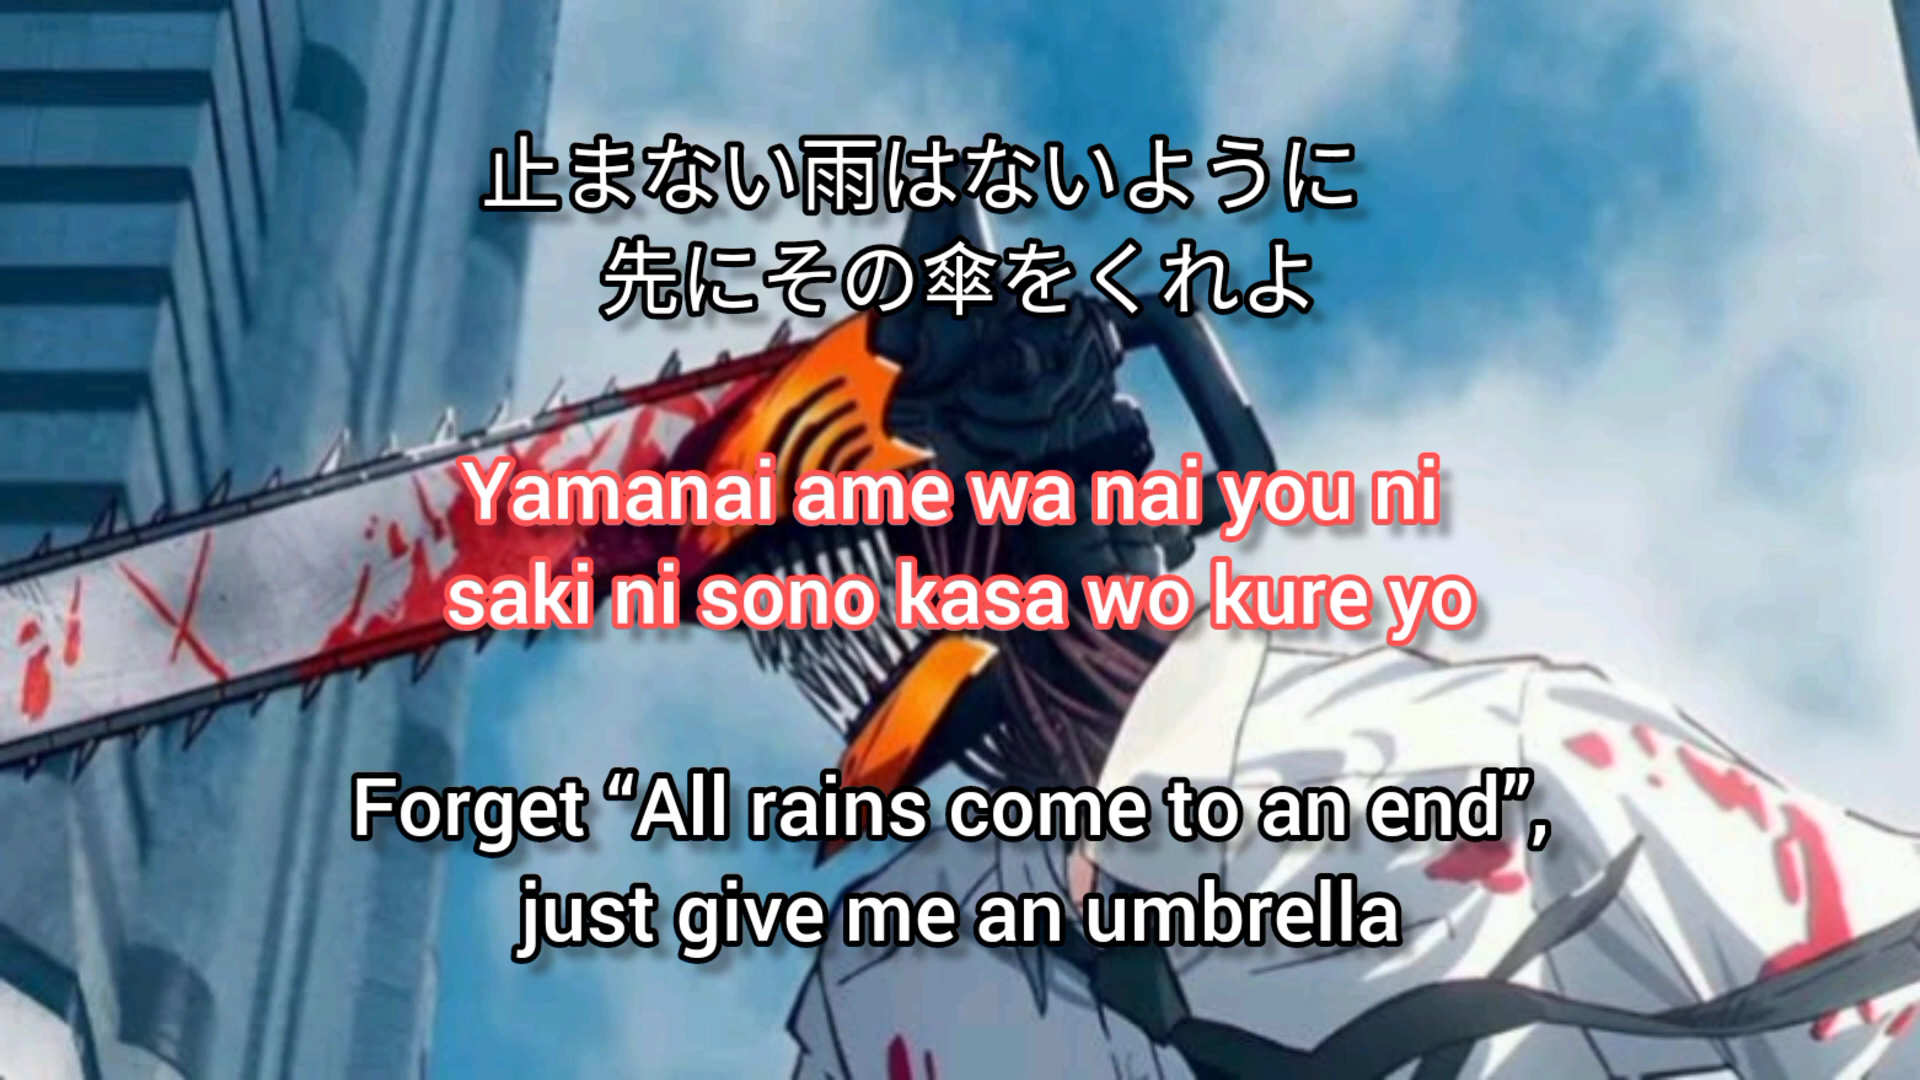 止まない雨はないように
先にその傘をくれよ
Yamanai ame wa nai you ni
saki ni sono kasa wo kure yo
Forget “All rains come to an end”,
just give me an umbrella